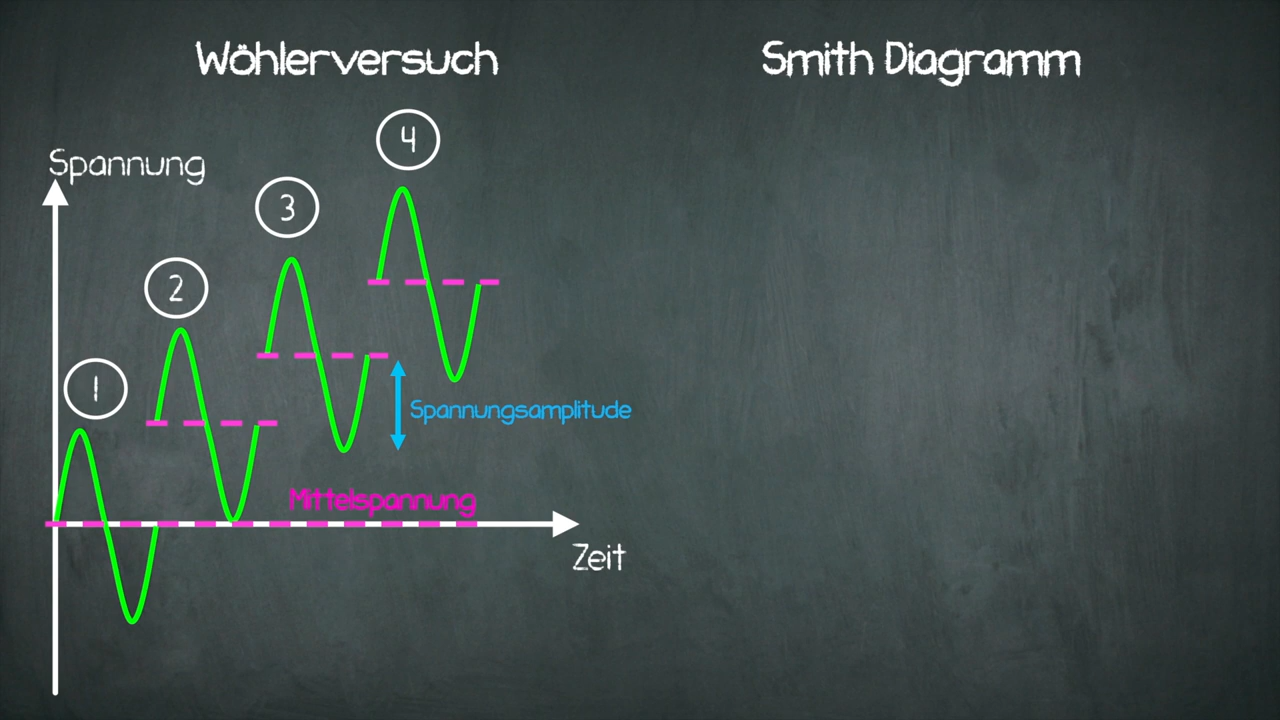 Wöhlerversuch
Smith Diagramm
Spannung
1
2
3
4
Spannungsamplitude
Mittelspannung
Zeit